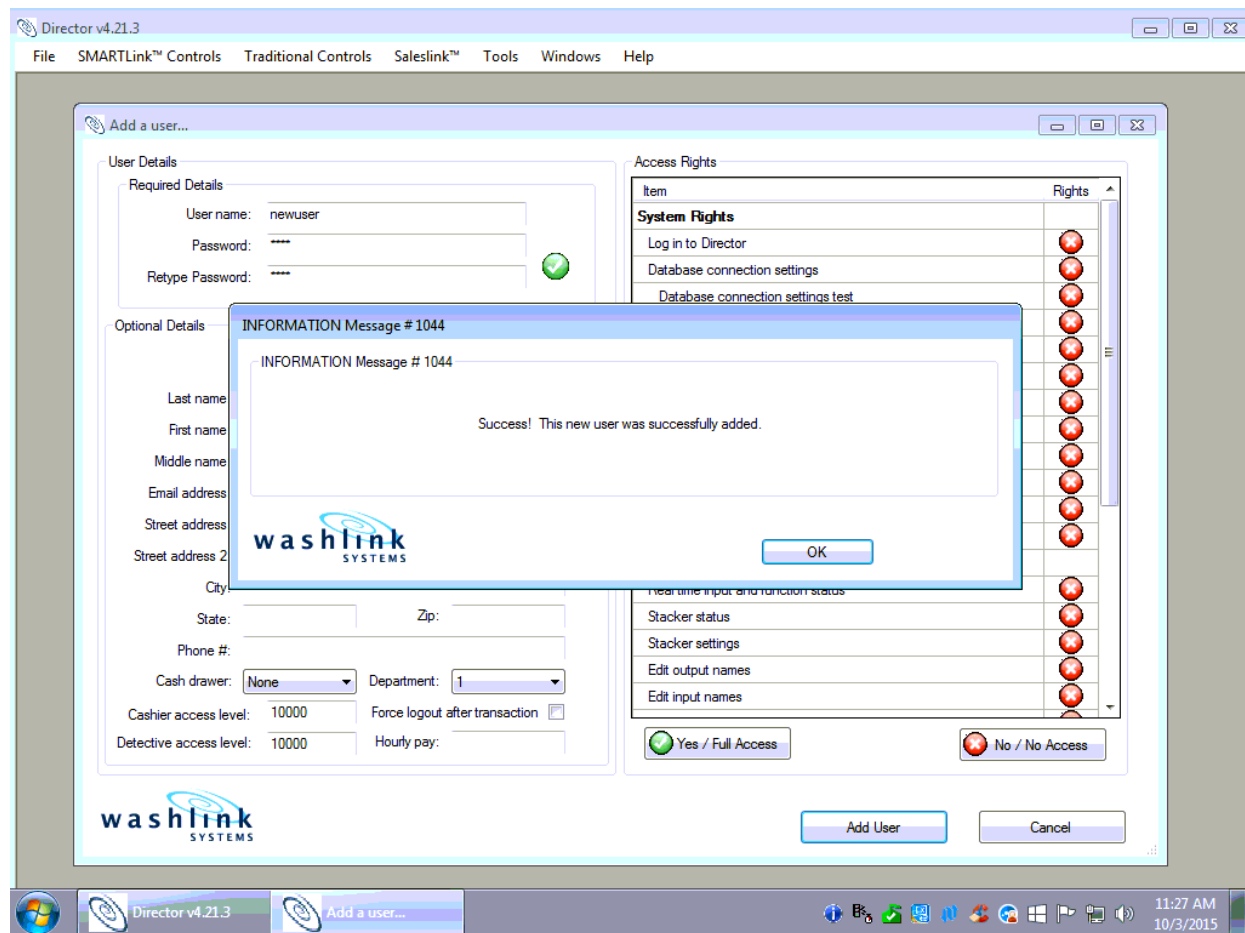 Director v4.21.3
File SMARTLink™ Controls Traditional Controls Saleslink™ Tools Windows Help
Add a user...
User Details
Required Details
User name: newuser
Password: ****
Retype Password: ****
Optional Details
Last name
First name
Middle name
Email address
Street address
Street address 2
City:
State: Zip:
Phone #:
Cash drawer: None Department: 1
Cashier access level: 10000 Force logout after transaction
Detective access level: 10000 Hourly pay:
Access Rights
Item Rights
System Rights
Log in to Director
Database connection settings
Database connection settings test
Real time input and function status
Stacker status
Stacker settings
Edit output names
Edit input names
Yes / Full Access No / No Access
INFORMATION Message # 1044
INFORMATION Message # 1044
Success! This new user was successfully added.
washlink
SYSTEMS
OK
washlink
SYSTEMS
Add User Cancel
Director v4.21.3 Add a user...
11:27 AM
10/3/2015